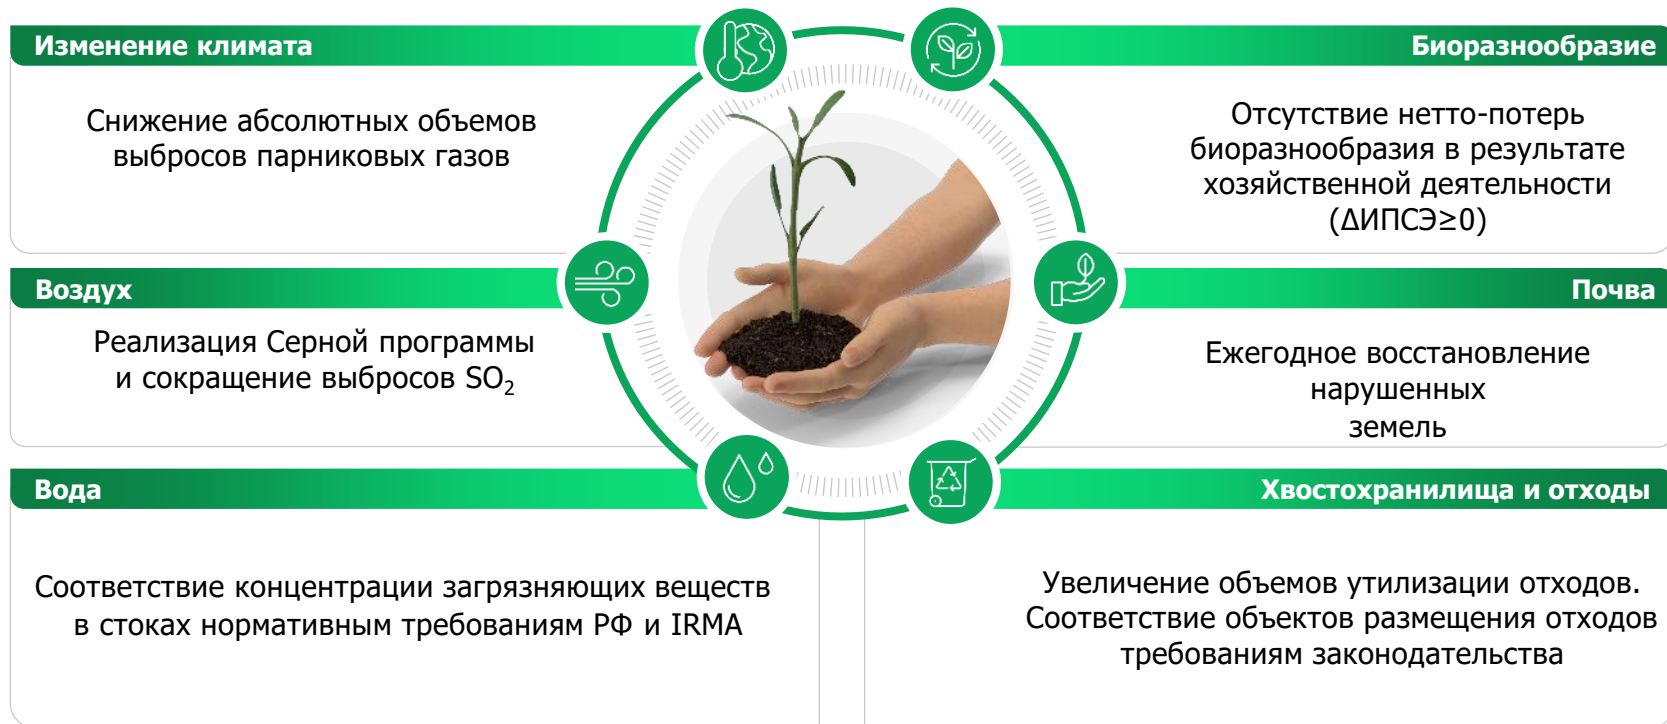 Изменение климата
Снижение абсолютных объемов
выбросов парниковых газов
Биоразнообразие
Отсутствие нетто-потерь
биоразнообразия в результате
хозяйственной деятельности
(ΔИПСЭ≥0)
Воздух
Реализация Серной программы
и сокращение выбросов SO₂
Почва
Ежегодное восстановление
нарушенных
земель
Вода
Соответствие концентрации загрязняющих веществ
в стоках нормативным требованиям РФ и IRMA
Хвостохранилища и отходы
Увеличение объемов утилизации отходов.
Соответствие объектов размещения отходов
требованиям законодательства